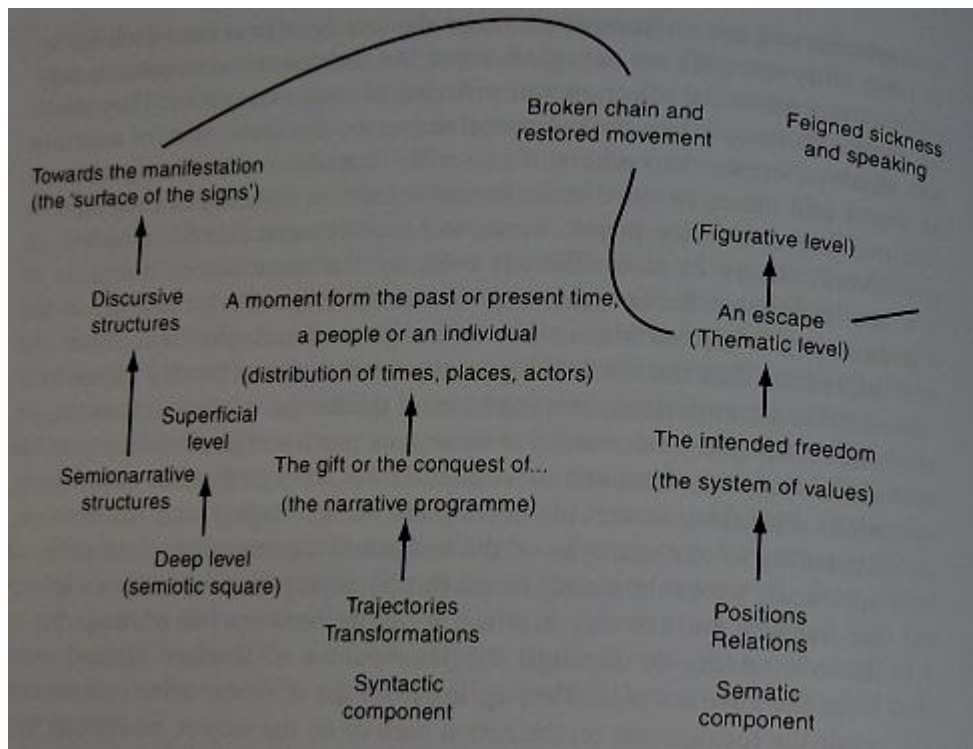 Broken chain and
restored movement
Feigned sickness
and speaking
Towards the manifestation
(the 'surface of the signs')
(Figurative level)
Discursive
structures
A moment form the past or present time,
a people or an individual
(distribution of times, places, actors)
An escape
(Thematic level)
Superficial
level
Semionarrative
structures
The gift or the conquest of...
(the narrative programme)
The intended freedom
(the system of values)
Deep level
(semiotic square)
Trajectories
Transformations
Positions
Relations
Syntactic
component
Sematic
component